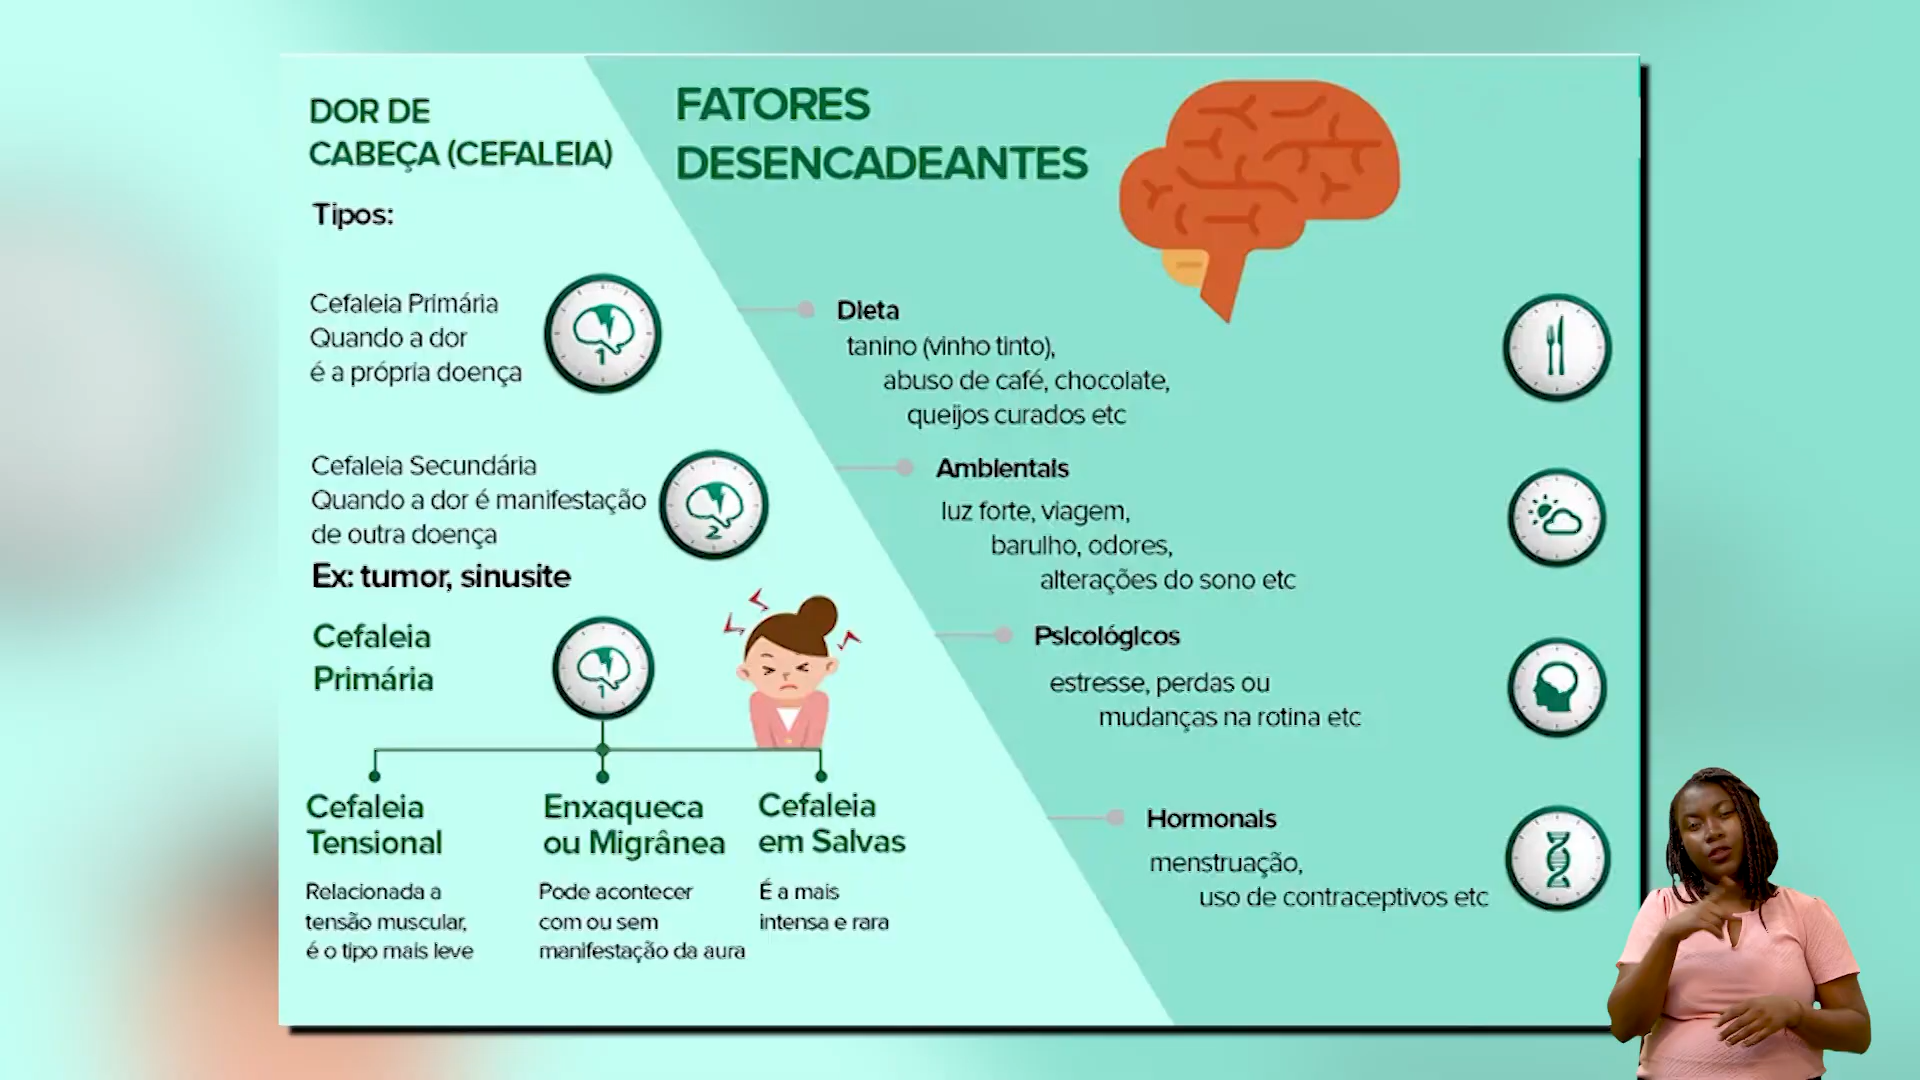 DOR DE
CABEÇA (CEFALEIA)
Tipos:
Cefaleia Primária
Quando a dor
é a própria doença
1
Cefaleia Secundária
Quando a dor é manifestação
de outra doença
Ex: tumor, sinusite
2
Cefaleia
Primária
1
Cefaleia
Tensional
Relacionada a
tensão muscular,
é o tipo mais leve
Enxaqueca
ou Migrânea
Pode acontecer
com ou sem
manifestação da aura
Cefaleia
em Salvas
É a mais
intensa e rara
FATORES
DESENCADEANTES
Dieta
tanino (vinho tinto),
abuso de café, chocolate,
queijos curados etc
Ambientais
luz forte, viagem,
barulho, odores,
alterações do sono etc
Psicológicos
estresse, perdas ou
mudanças na rotina etc
Hormonais
menstruação,
uso de contraceptivos etc